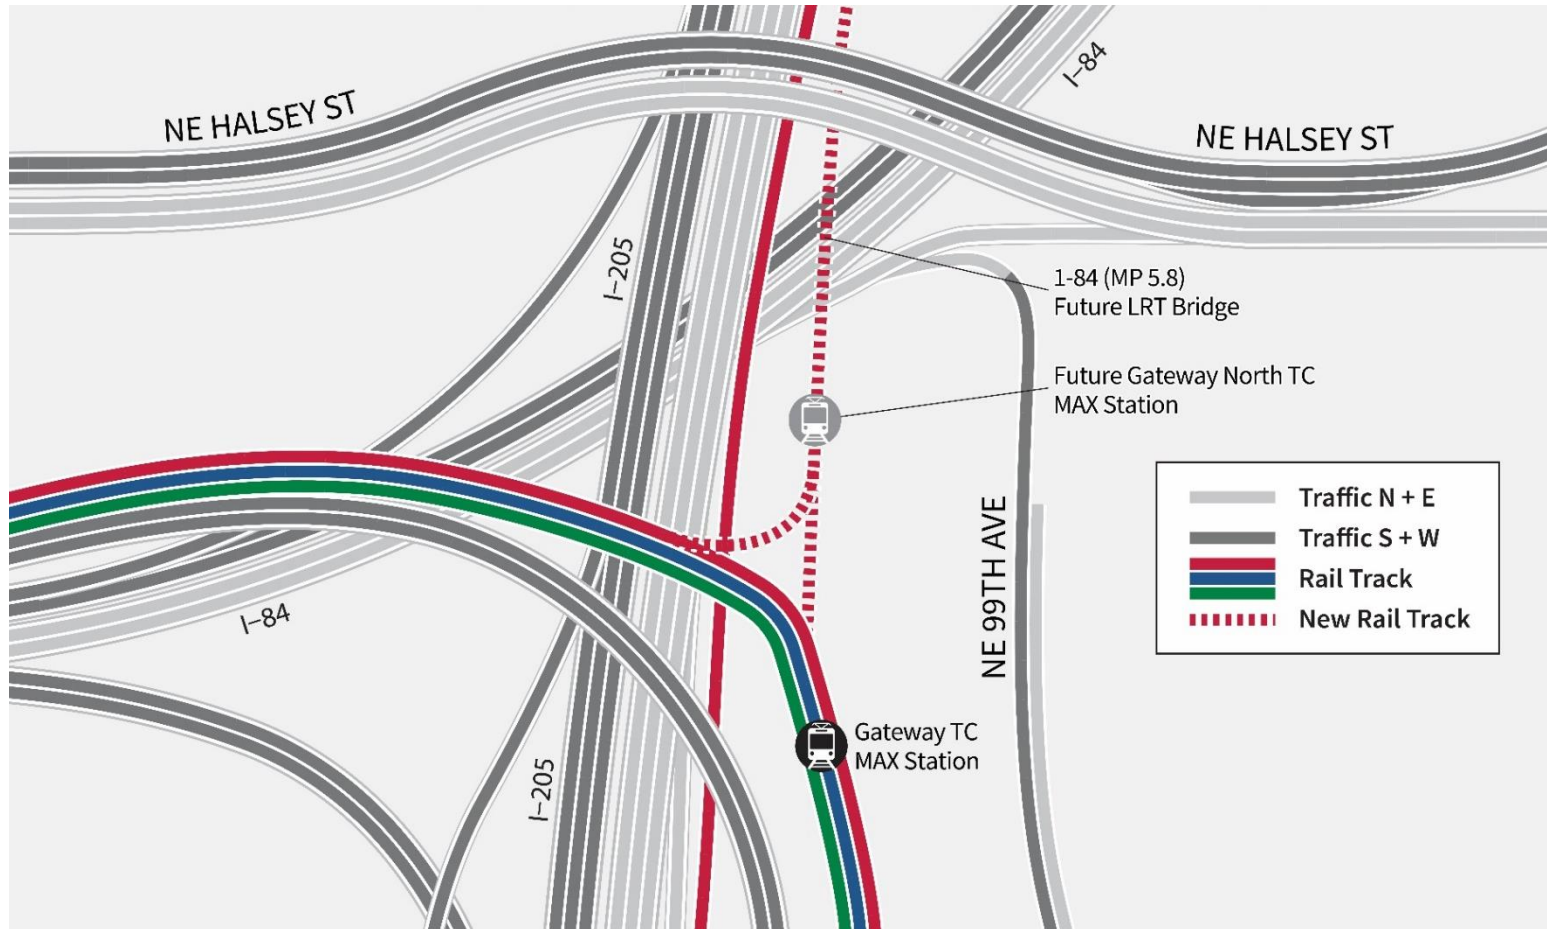 I-84
NE HALSEY ST
NE HALSEY ST
I-205
1-84 (MP 5.8)
Future LRT Bridge
Future Gateway North TC
MAX Station
Traffic N + E
Traffic S + W
Rail Track
New Rail Track
NE 99TH AVE
I-84
Gateway TC
MAX Station
I-205